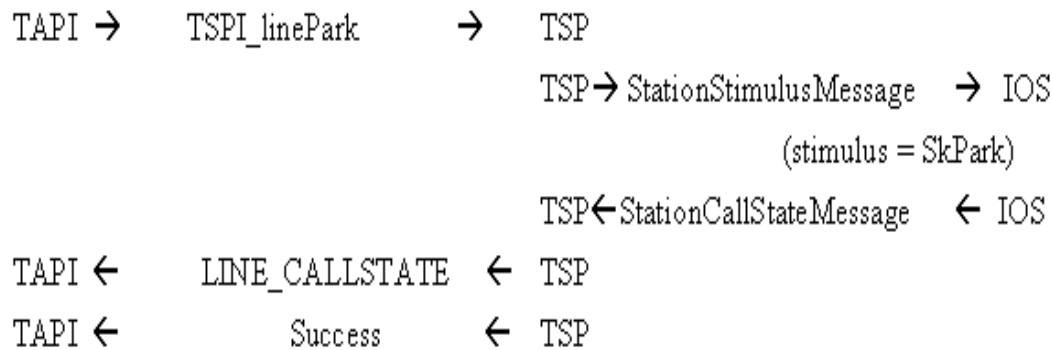 TAPI → TSPI_linePark → TSP
TSP→ StationStimulusMessage → IOS
(stimulus = SkPark)
TSP←StationCallStateMessage ← IOS
TAPI ← LINE_CALLSTATE ← TSP
TAPI ← Success ← TSP